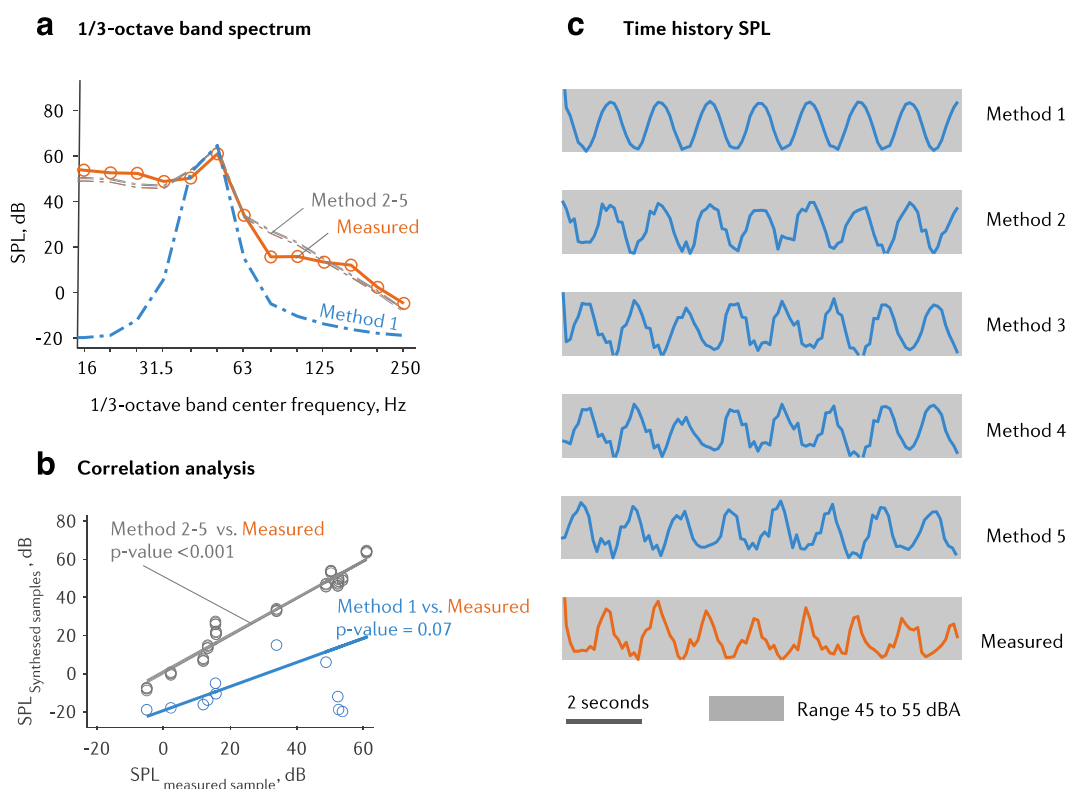 a 1/3-octave band spectrum
80
60
40
20
0
-20
SPL, dB
Method 2-5
Measured
Method 1
16 31.5 63 125 250
1/3-octave band center frequency, Hz
b Correlation analysis
80
60
40
20
0
-20
SPL Synthesed samples, dB
Method 2-5 vs. Measured
p-value <0.001
Method 1 vs. Measured
p-value = 0.07
-20 0 20 40 60
SPL measured sample, dB
c Time history SPL
Method 1
Method 2
Method 3
Method 4
Method 5
Measured
2 seconds
Range 45 to 55 dBA